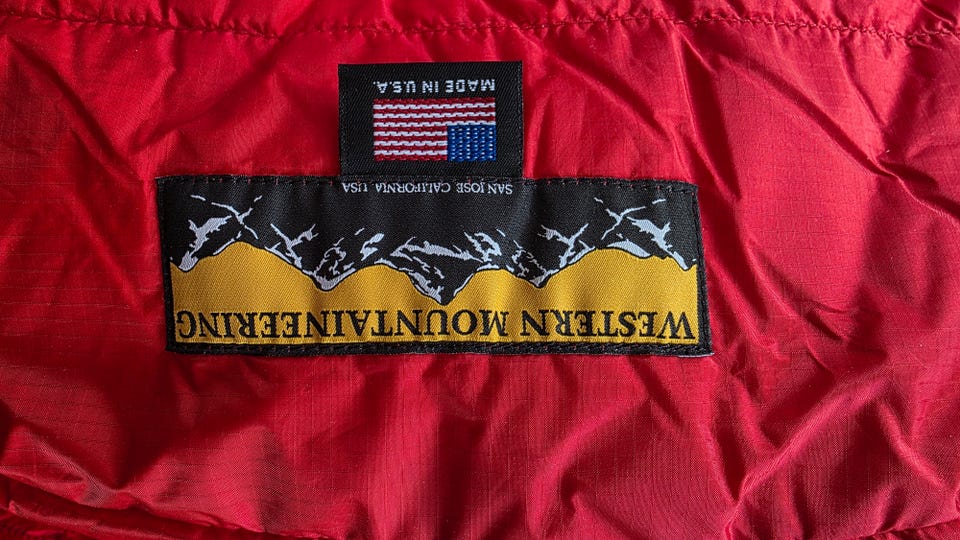 WESTERN MOUNTAINEERING
SAN JOSE, CALIFORNIA, USA
MADE IN U.S.A.